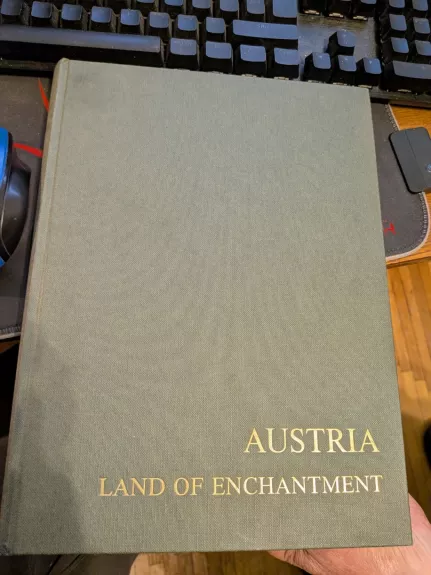 AUSTRIA
LAND OF ENCHANTMENT